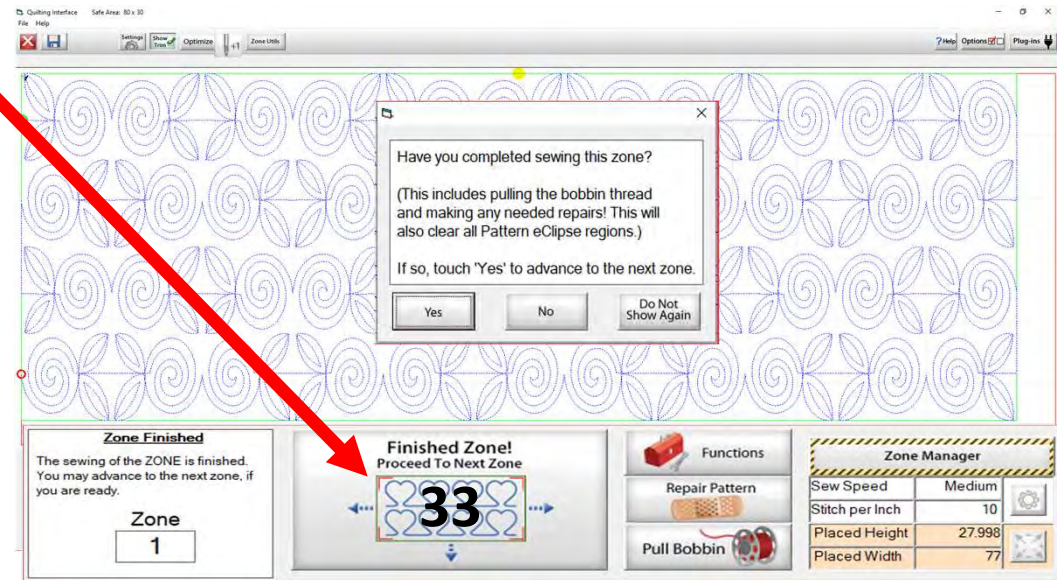 Quilting Interface Safe Area: 80 x 30
File Help
Settings Show Trim Optimize +1 Zone Utils ?Help Options Plug-ins
Have you completed sewing this zone?
(This includes pulling the bobbin thread
and making any needed repairs! This will
also clear all Pattern eClipse regions.)
If so, touch 'Yes' to advance to the next zone.
Yes No Do Not
Show Again
Zone Finished
The sewing of the ZONE is finished.
You may advance to the next zone, if
you are ready.
Zone
1
Finished Zone!
Proceed To Next Zone
33
Functions
Repair Pattern
Pull Bobbin
Zone Manager
Sew Speed Medium
Stitch per Inch 10
Placed Height 27.998
Placed Width 77